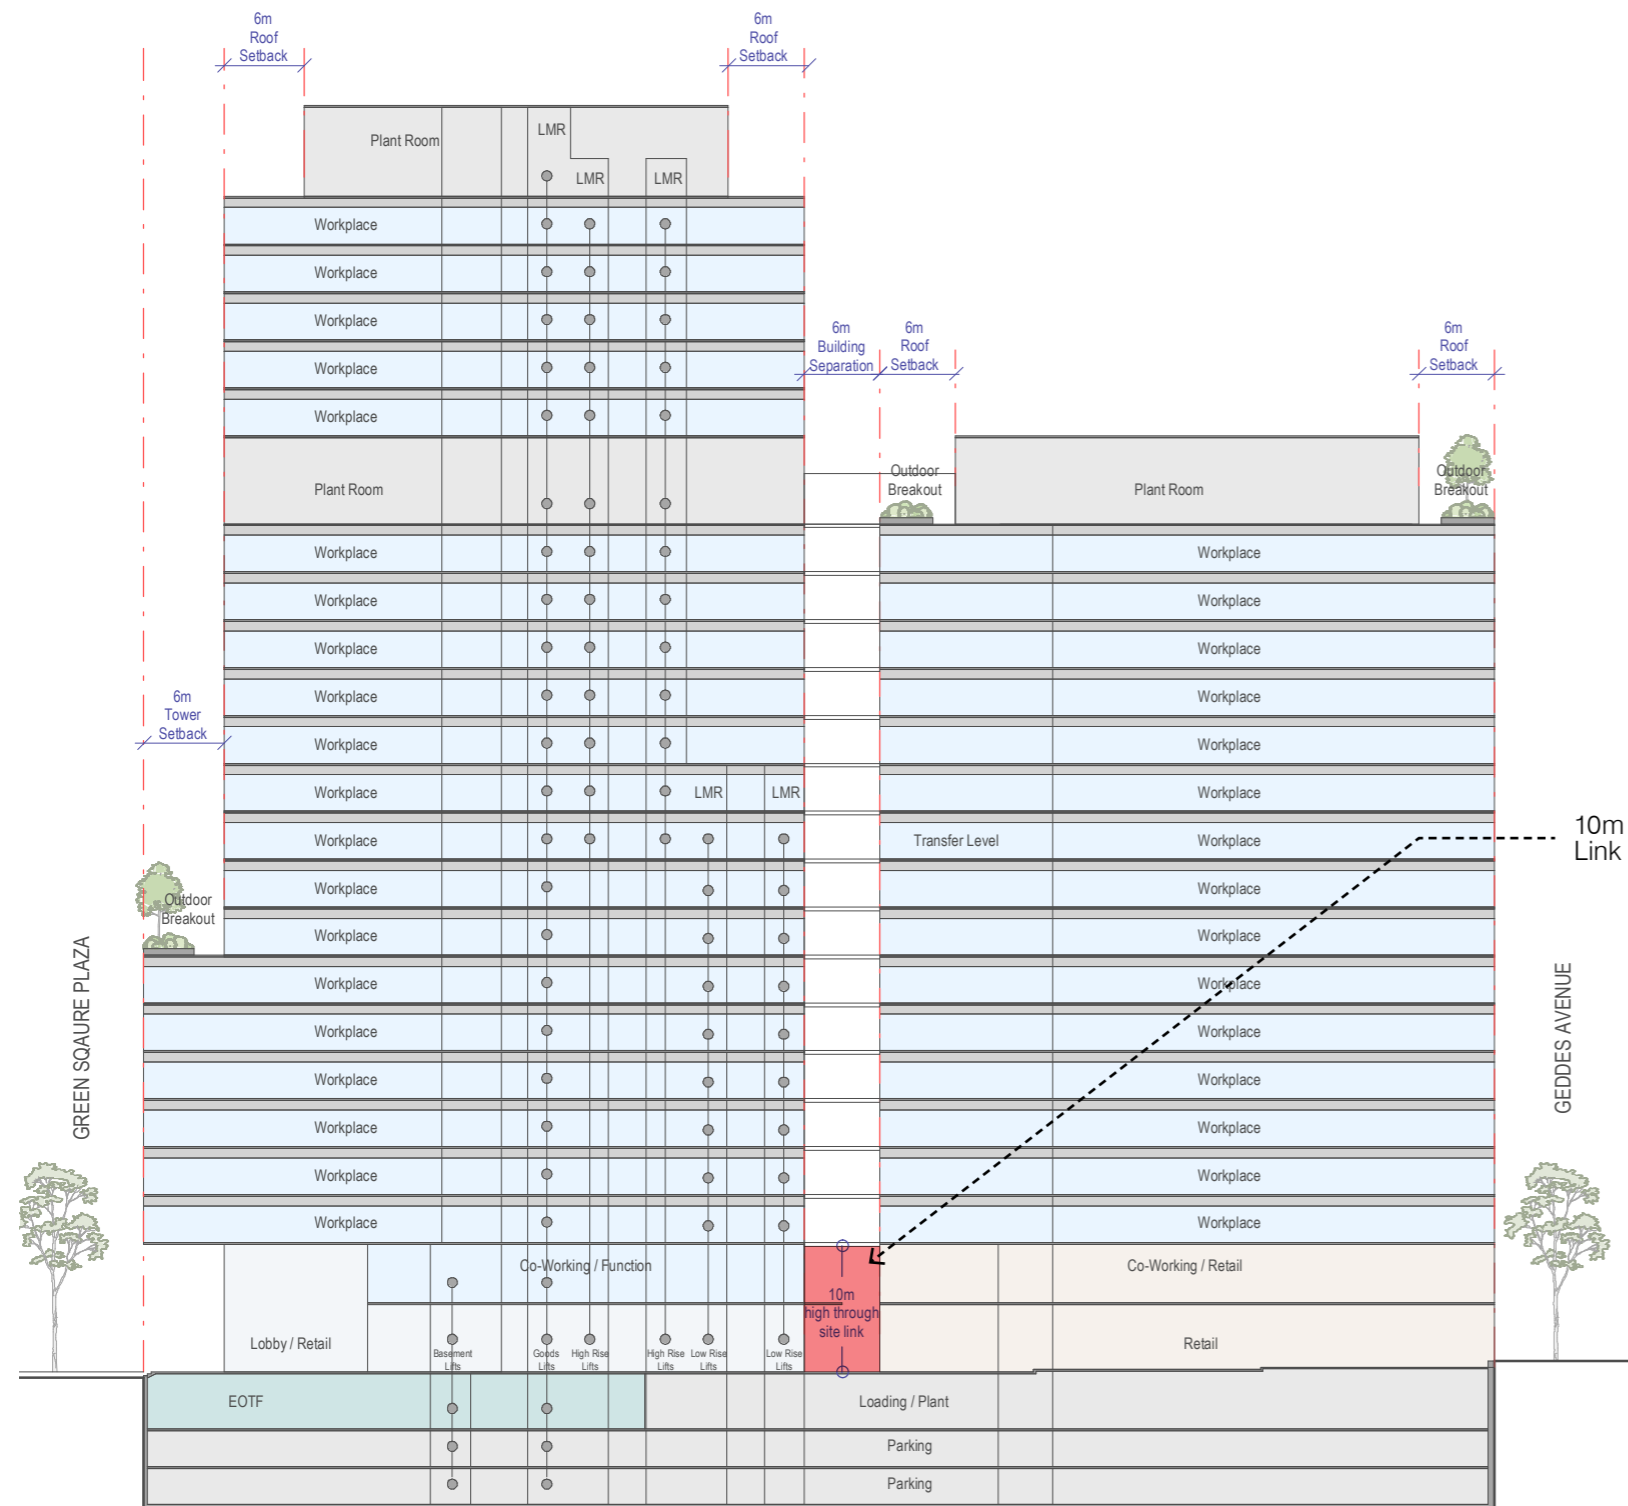 6m
Roof
Setback
6m
Roof
Setback
Plant Room
LMR
LMR
LMR
Workplace
Workplace
Workplace
Workplace
Workplace
6m
Building
Separation
6m
Roof
Setback
6m
Roof
Setback
Plant Room
Outdoor
Breakout
Plant Room
Outdoor
Breakout
Workplace
Workplace
Workplace
Workplace
Workplace
Workplace
Workplace
Workplace
6m
Tower
Setback
Workplace
Workplace
Workplace
LMR
LMR
Workplace
Workplace
Transfer Level
Workplace
10m
Link
Workplace
Workplace
Outdoor
Breakout
Workplace
Workplace
Workplace
Workplace
Workplace
Workplace
Workplace
Workplace
Workplace
Workplace
Workplace
Workplace
Workplace
Workplace
GREEN SQAURE PLAZA
GEDDES AVENUE
Co-Working / Function
Co-Working / Retail
10m
high through
site link
Lobby / Retail
Retail
Basement
Lifts
Goods
Lifts
High Rise
Lifts
High Rise
Lifts
Low Rise
Lifts
Low Rise
Lifts
EOTF
Loading / Plant
Parking
Parking